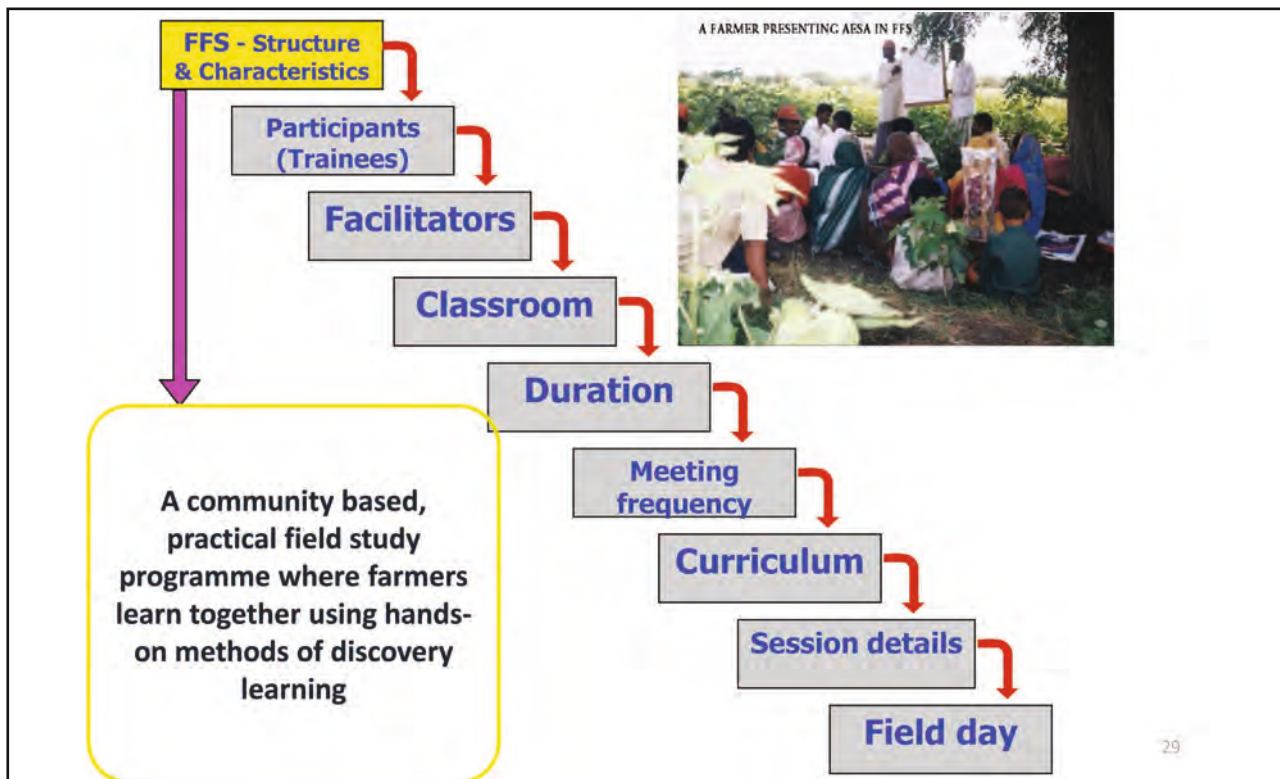 FFS - Structure
& Characteristics
A FARMER PRESENTING AESA IN FFS
Participants
(Trainees)
Facilitators
Classroom
Duration
Meeting
frequency
Curriculum
Session details
Field day
A community based,
practical field study
programme where farmers
learn together using hands-
on methods of discovery
learning
29